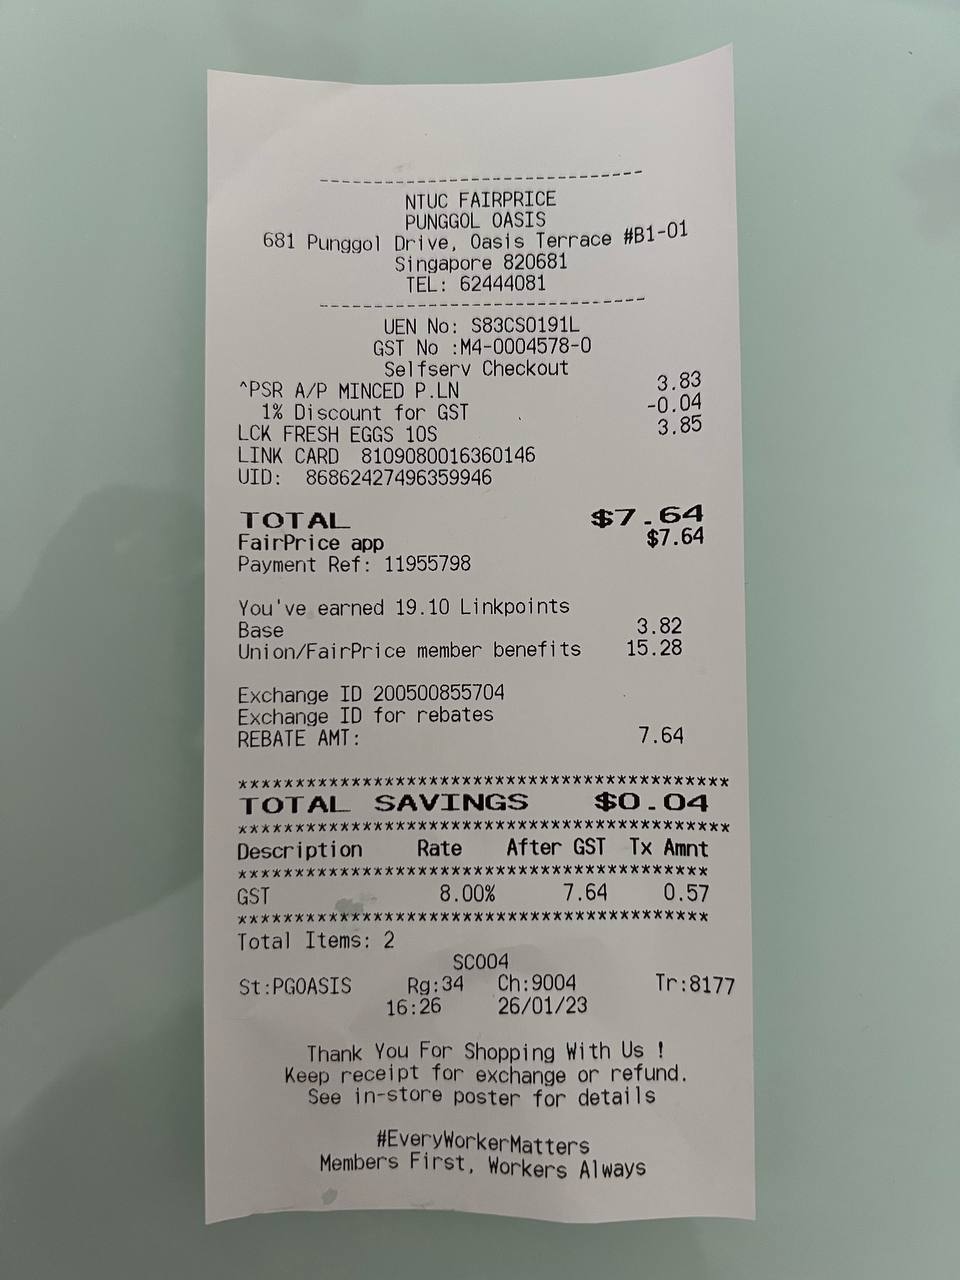 NTUC FAIRPRICE
PUNGGOL OASIS
681 Punggol Drive, Oasis Terrace #B1-01
Singapore 820681
TEL: 62444081
UEN No: S83CS0191L
GST No :M4-0004578-0
Selfserv Checkout
^PSR A/P MINCED P.LN 3.83
1% Discount for GST -0.04
LCK FRESH EGGS 10S 3.85
LINK CARD 8109080016360146
UID: 86862427496359946
TOTAL $7.64
FairPrice app $7.64
Payment Ref: 11955798
You've earned 19.10 Linkpoints
Base 3.82
Union/FairPrice member benefits 15.28
Exchange ID 200500855704
Exchange ID for rebates
REBATE AMT: 7.64
*******************************************
TOTAL SAVINGS $0.04
*******************************************
Description Rate After GST Tx Amnt
*****************************************
GST 8.00% 7.64 0.57
*****************************************
Total Items: 2
SC004
St:PGOASIS Rg:34 Ch:9004 Tr:8177
16:26 26/01/23
Thank You For Shopping With Us !
Keep receipt for exchange or refund.
See in-store poster for details
#EveryWorkerMatters
Members First, Workers Always